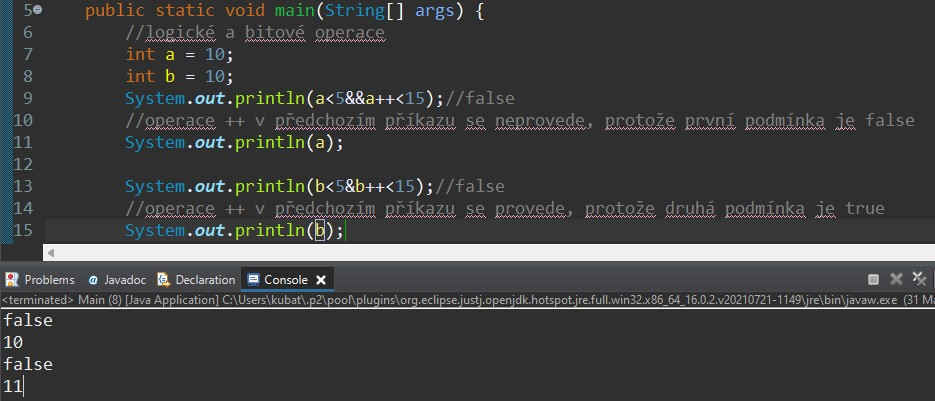 5 public static void main(String[] args) {
6 //logické a bitové operace
7 int a = 10;
8 int b = 10;
9 System.out.println(a<5&&a++<15);//false
10 //operace ++ v předchozím příkazu se neprovede, protože první podmínka je false
11 System.out.println(a);
12
13 System.out.println(b<5&b++<15);//false
14 //operace ++ v předchozím příkazu se provede, protože druhá podmínka je true
15 System.out.println(b);
Problems @ Javadoc Declaration Console
<terminated> Main (8) [Java Application] C:\Users\kubat\.p2\pool\plugins\org.eclipse.justj.openjdk.hotspot.jre.full.win32.x86_64_16.0.2.v20210721-1149\jre\bin\javaw.exe (31 Ma
false
10
false
11